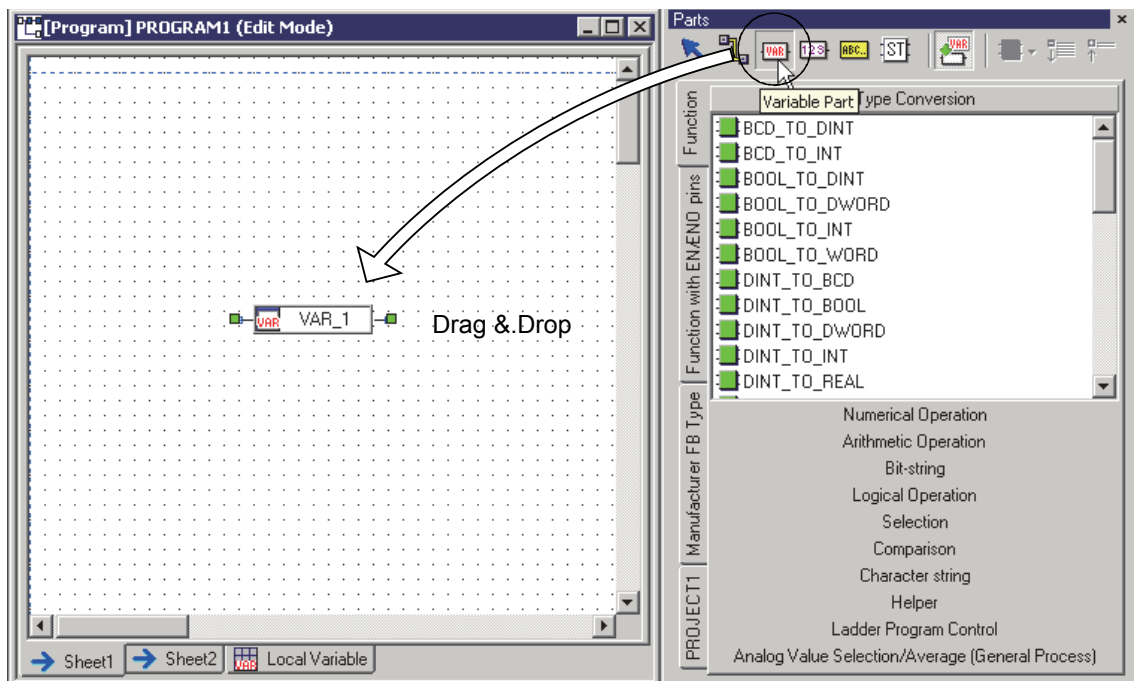 [Program] PROGRAM1 (Edit Mode)
VAR VAR_1
Drag &.Drop
Sheet1 Sheet2 VAR Local Variable
Parts
VAR 123 ABC.. ST VAR
Variable Part
Type Conversion
Function
Function with EN/ENO pins
Manufacturer FB Type
PROJECT1
BCD_TO_DINT
BCD_TO_INT
BOOL_TO_DINT
BOOL_TO_DWORD
BOOL_TO_INT
BOOL_TO_WORD
DINT_TO_BCD
DINT_TO_BOOL
DINT_TO_DWORD
DINT_TO_INT
DINT_TO_REAL
Numerical Operation
Arithmetic Operation
Bit-string
Logical Operation
Selection
Comparison
Character string
Helper
Ladder Program Control
Analog Value Selection/Average (General Process)